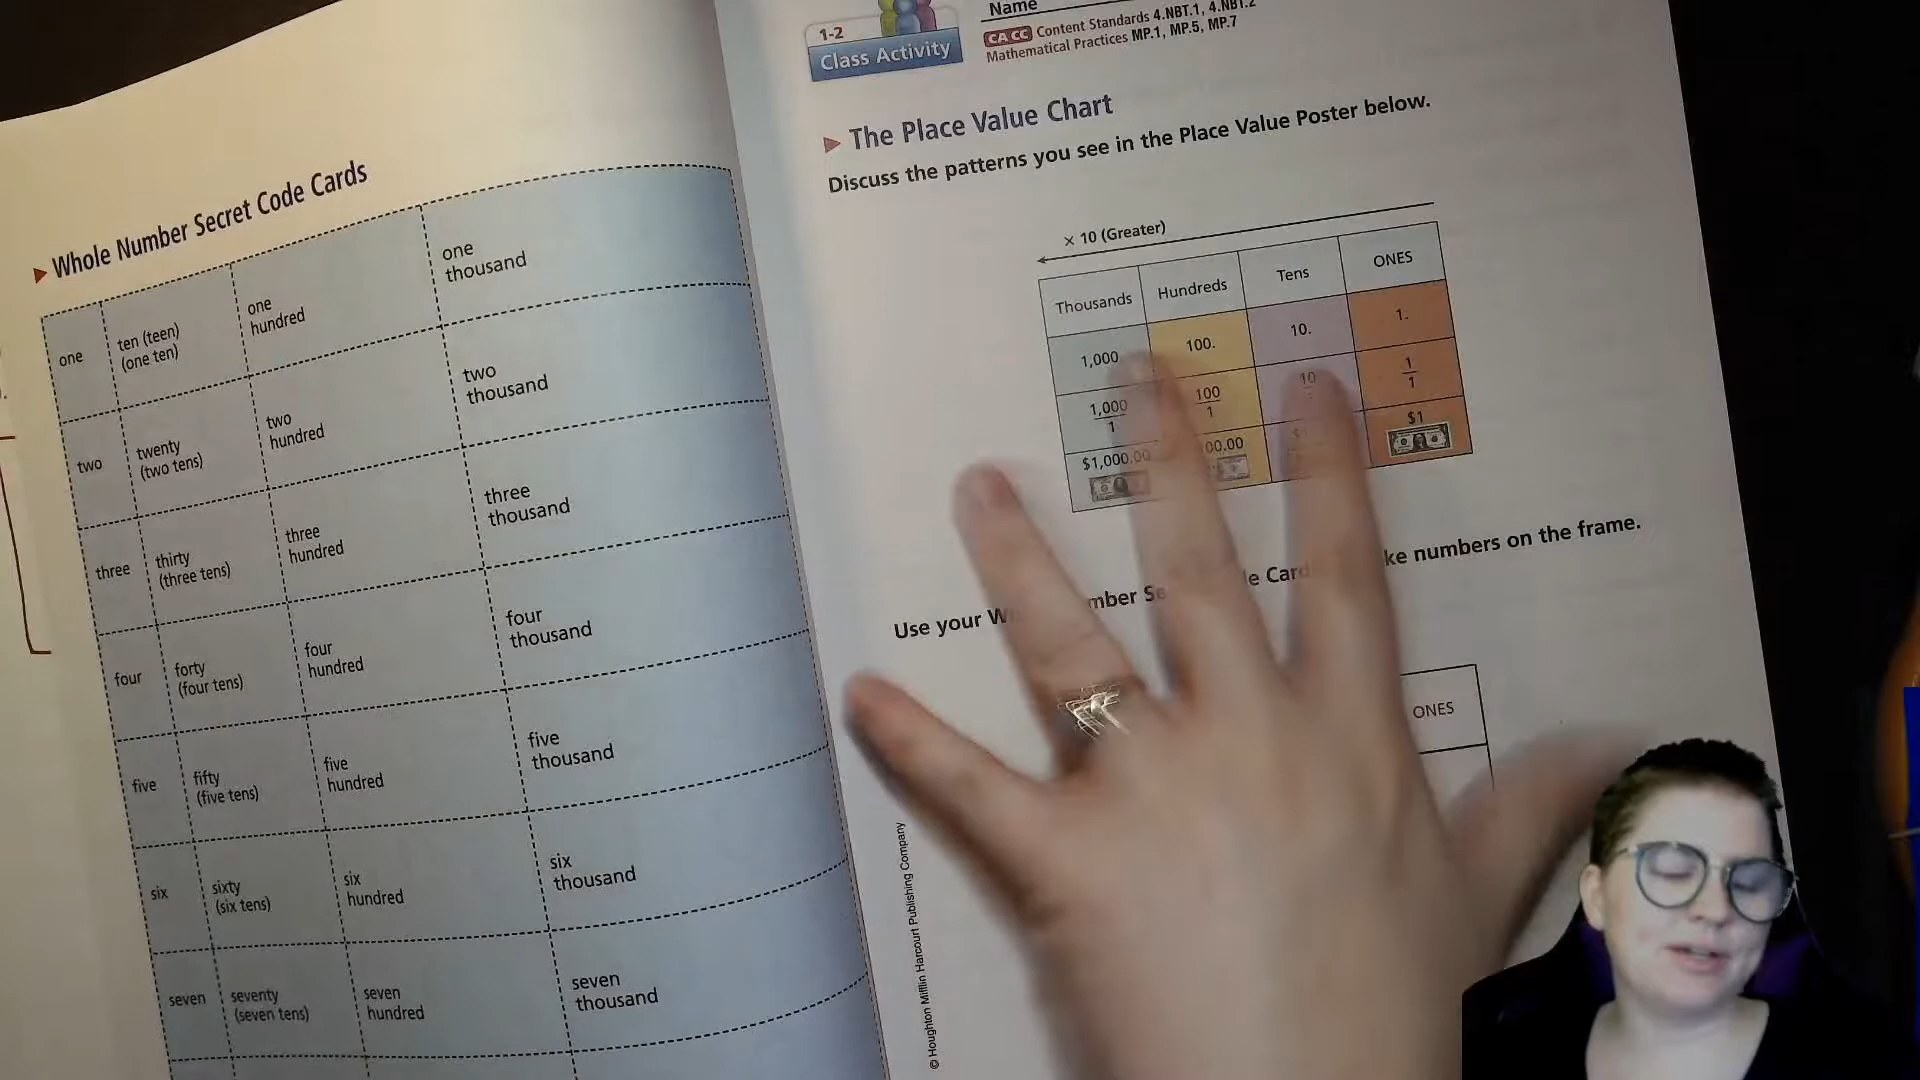 Whole Number Secret Code Cards
one
ten (teen)
(one ten)
one
hundred
one
thousand
two
twenty
(two tens)
two
hundred
two
thousand
three
thirty
(three tens)
three
hundred
three
thousand
four
forty
(four tens)
four
hundred
four
thousand
five
fifty
(five tens)
five
hundred
five
thousand
six
sixty
(six tens)
six
hundred
six
thousand
seven
seventy
(seven tens)
seven
hundred
seven
thousand
1-2
Class Activity
Name
CA CC Content Standards 4.NBT.1, 4.NBT.2
Mathematical Practices MP.1, MP.5, MP.7
The Place Value Chart
Discuss the patterns you see in the Place Value Poster below.
× 10 (Greater)
Thousands Hundreds Tens ONES
1,000 100. 10. 1.
1,000/1 100/1 10 1/1
$1,000.00 00.00 $1
Use your ke numbers on the frame.
ONES
© Houghton Mifflin Harcourt Publishing Company